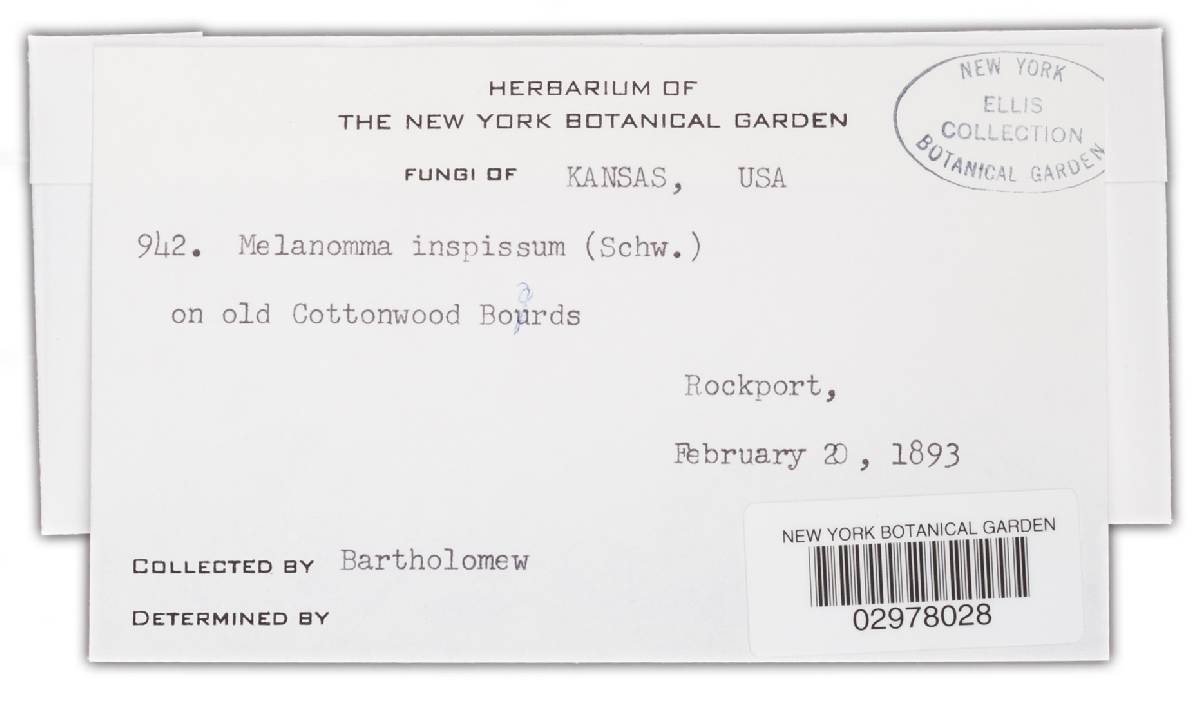 HERBARIUM OF
THE NEW YORK BOTANICAL GARDEN
NEW YORK
ELLIS
COLLECTION
BOTANICAL GARDEN
FUNGI OF KANSAS, USA
942. Melanomma inspissum (Schw.)
on old Cottonwood Boards
Rockport,
February 20, 1893
COLLECTED BY Bartholomew
DETERMINED BY
NEW YORK BOTANICAL GARDEN
02978028